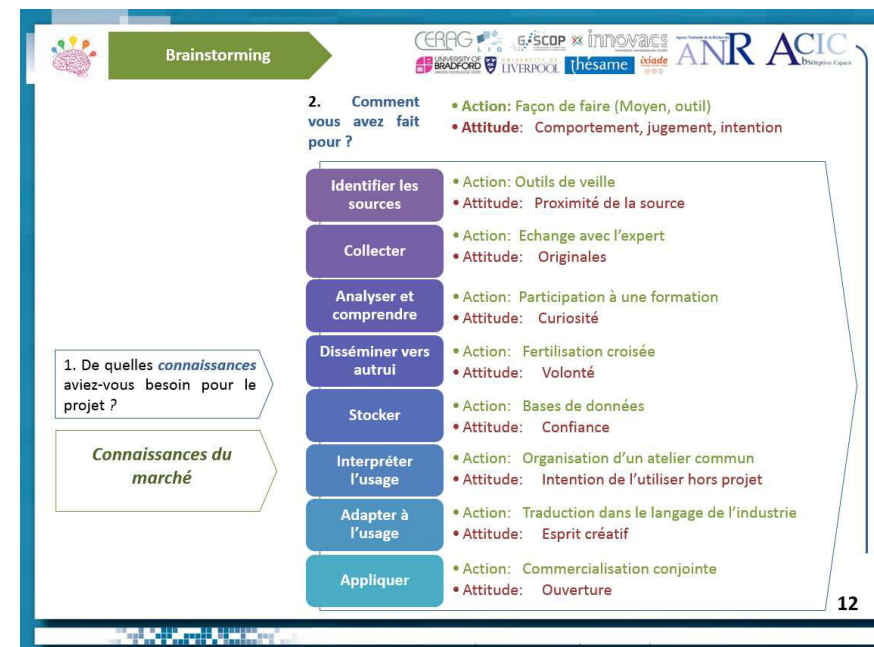 Brainstorming
CERAG LIG G-SCOP innovacs
UNIVERSITY OF BRADFORD UNIVERSITY OF LIVERPOOL thésame
ANR ACIC
Absorptive Capacit
2. Comment
vous avez fait
pour ?
• Action: Façon de faire (Moyen, outil)
• Attitude: Comportement, jugement, intention
Identifier les
sources
• Action: Outils de veille
• Attitude: Proximité de la source
Collecter
• Action: Echange avec l'expert
• Attitude: Originales
Analyser et
comprendre
• Action: Participation à une formation
• Attitude: Curiosité
Disséminer vers
autrui
• Action: Fertilisation croisée
• Attitude: Volonté
Stocker
• Action: Bases de données
• Attitude: Confiance
Interpréter
l'usage
• Action: Organisation d'un atelier commun
• Attitude: Intention de l'utiliser hors projet
Adapter à
l'usage
• Action: Traduction dans le langage de l'industrie
• Attitude: Esprit créatif
Appliquer
• Action: Commercialisation conjointe
• Attitude: Ouverture
1. De quelles connaissances
aviez-vous besoin pour le
projet ?
Connaissances du
marché
12